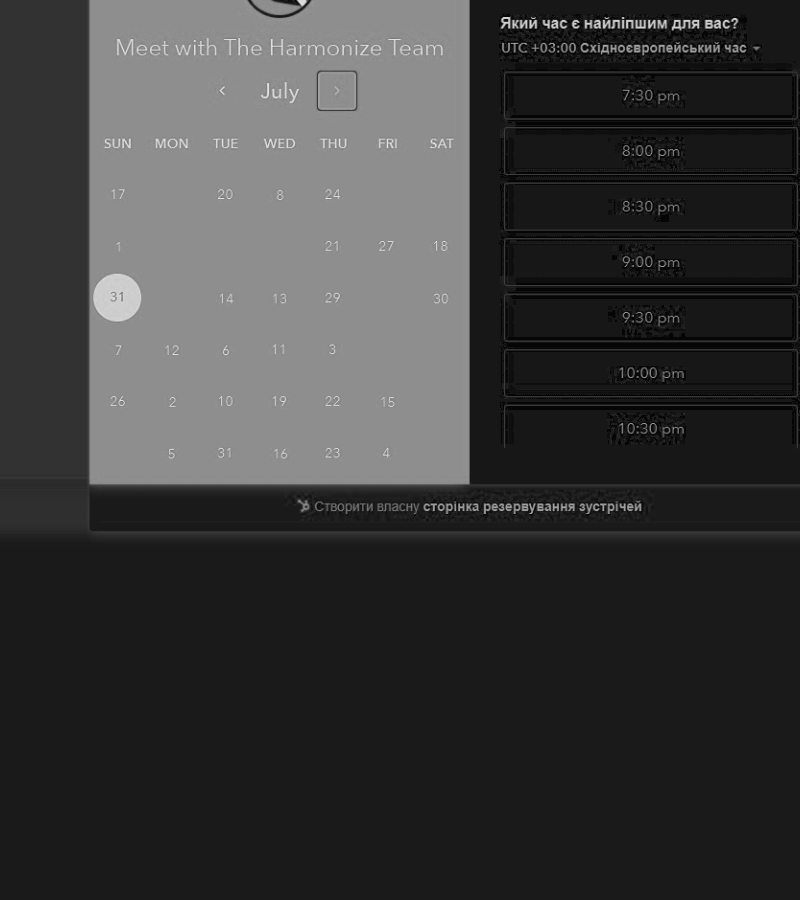 Meet with The Harmonize Team
July
SUN MON TUE WED THU FRI SAT
17 20 8 24
1 21 27 18
31 14 13 29 30
7 12 6 11 3
26 2 10 19 22 15
5 31 16 23 4
Який час є найліпшим для вас?
UTC +03:00 Східноєвропейський час
7:30 pm
8:00 pm
8:30 pm
9:00 pm
9:30 pm
10:00 pm
10:30 pm
Створити власну сторінка резервування зустрічей